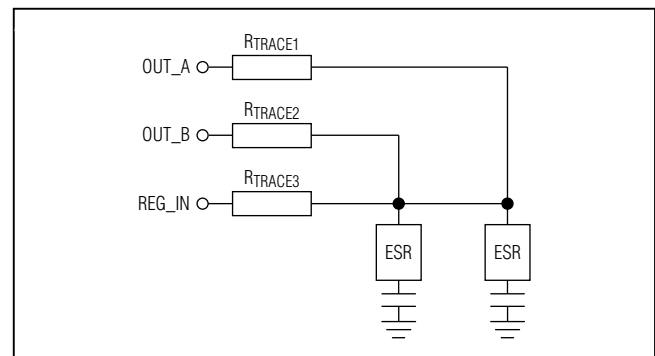 RTRACE1
OUT_A
RTRACE2
OUT_B
RTRACE3
REG_IN
ESR
ESR